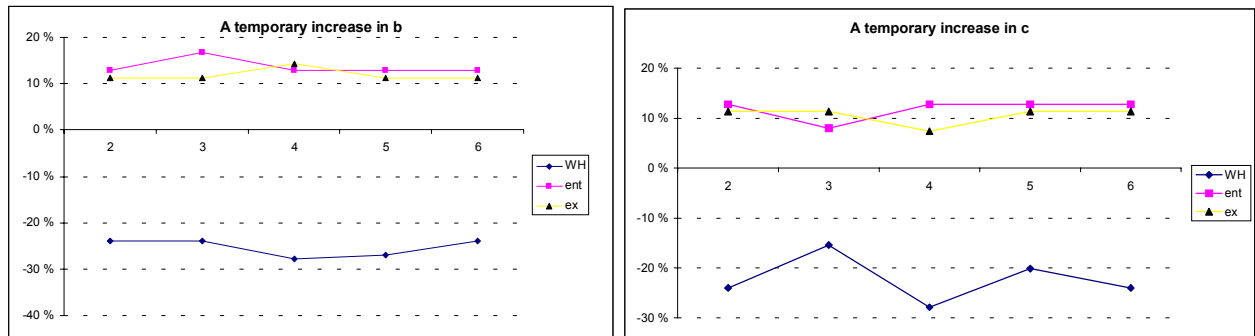 A temporary increase in b
20 %
10 %
0 %
2 3 4 5 6
-10 %
-20 %
-30 %
-40 %
WH
ent
ex
A temporary increase in c
20 %
10 %
0 %
2 3 4 5 6
-10 %
-20 %
-30 %
WH
ent
ex